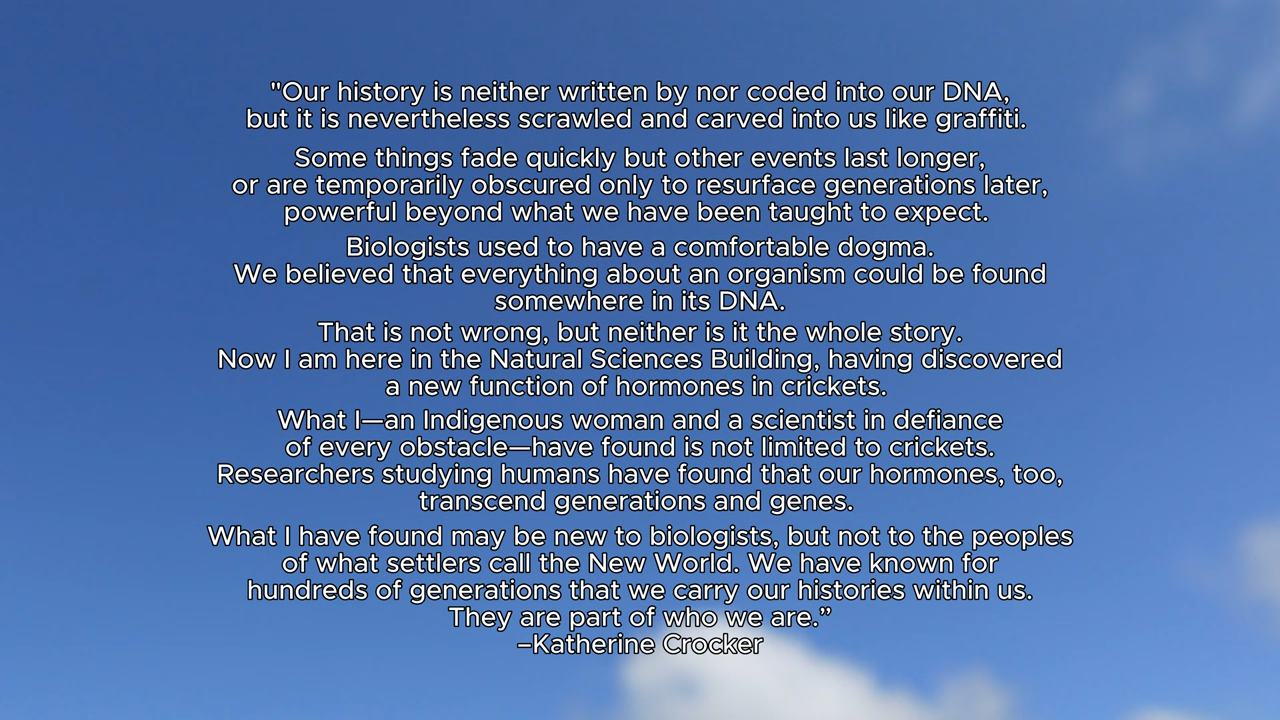 "Our history is neither written by nor coded into our DNA,
but it is nevertheless scrawled and carved into us like graffiti.
Some things fade quickly but other events last longer,
or are temporarily obscured only to resurface generations later,
powerful beyond what we have been taught to expect.
Biologists used to have a comfortable dogma.
We believed that everything about an organism could be found
somewhere in its DNA.
That is not wrong, but neither is it the whole story.
Now I am here in the Natural Sciences Building, having discovered
a new function of hormones in crickets.
What I—an Indigenous woman and a scientist in defiance
of every obstacle—have found is not limited to crickets.
Researchers studying humans have found that our hormones, too,
transcend generations and genes.
What I have found may be new to biologists, but not to the peoples
of what settlers call the New World. We have known for
hundreds of generations that we carry our histories within us.
They are part of who we are.”
–Katherine Crocker